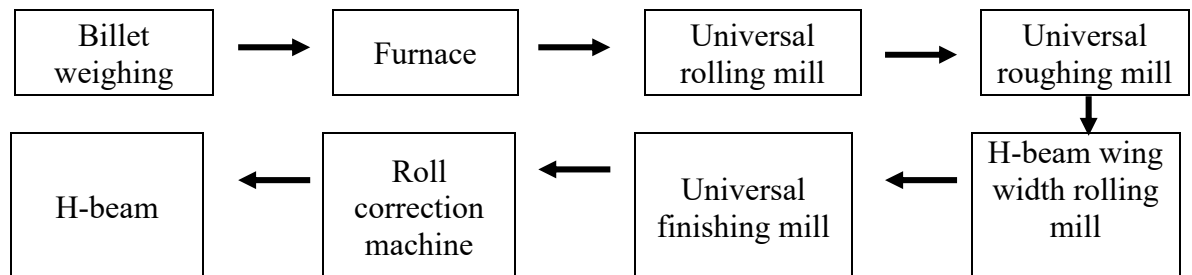 Billet
weighing
Furnace
Universal
rolling mill
Universal
roughing mill
H-beam wing
width rolling
mill
Universal
finishing mill
Roll
correction
machine
H-beam